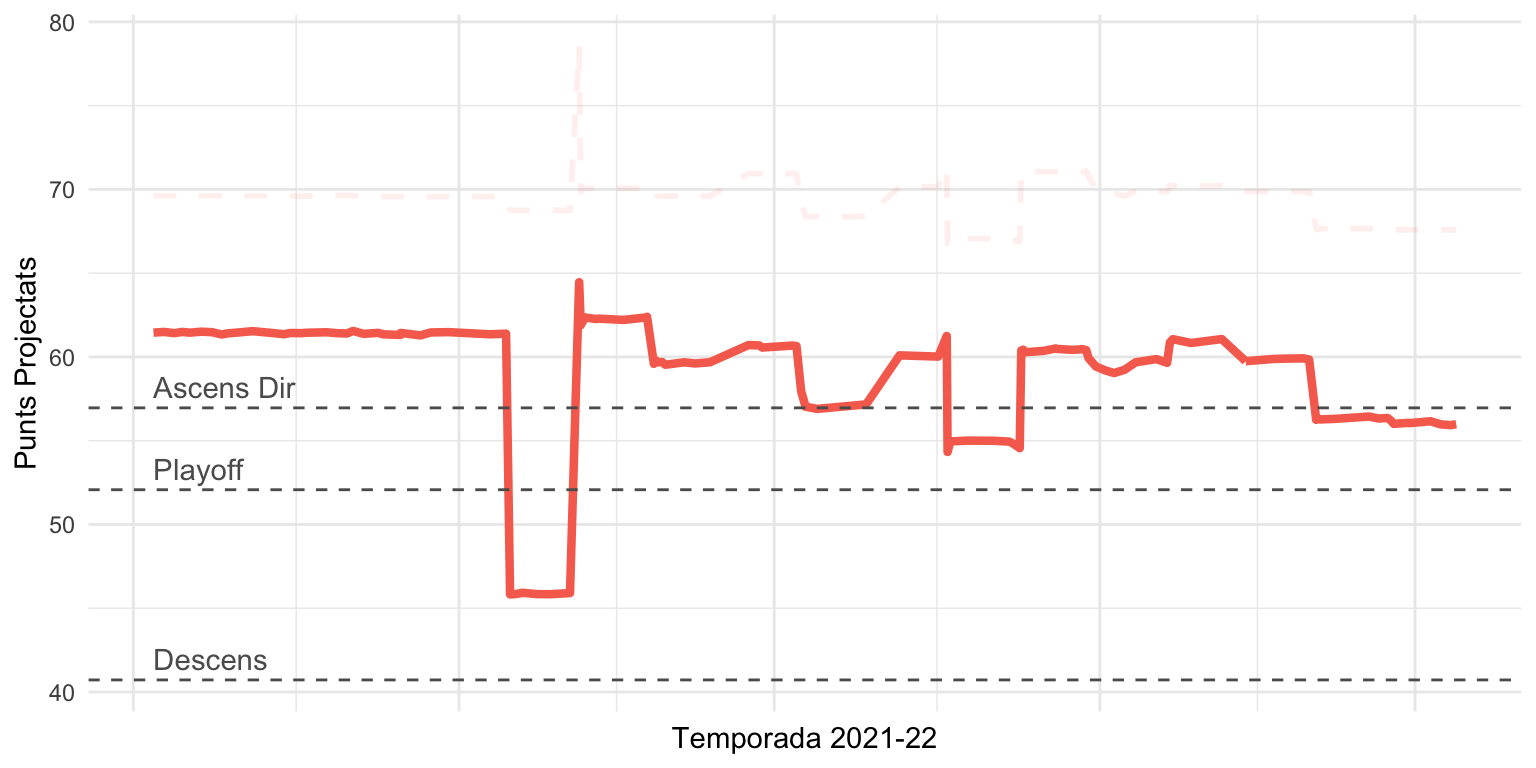 80
70
60
50
40
Punts Projectats
Ascens Dir
Playoff
Descens
Temporada 2021-22